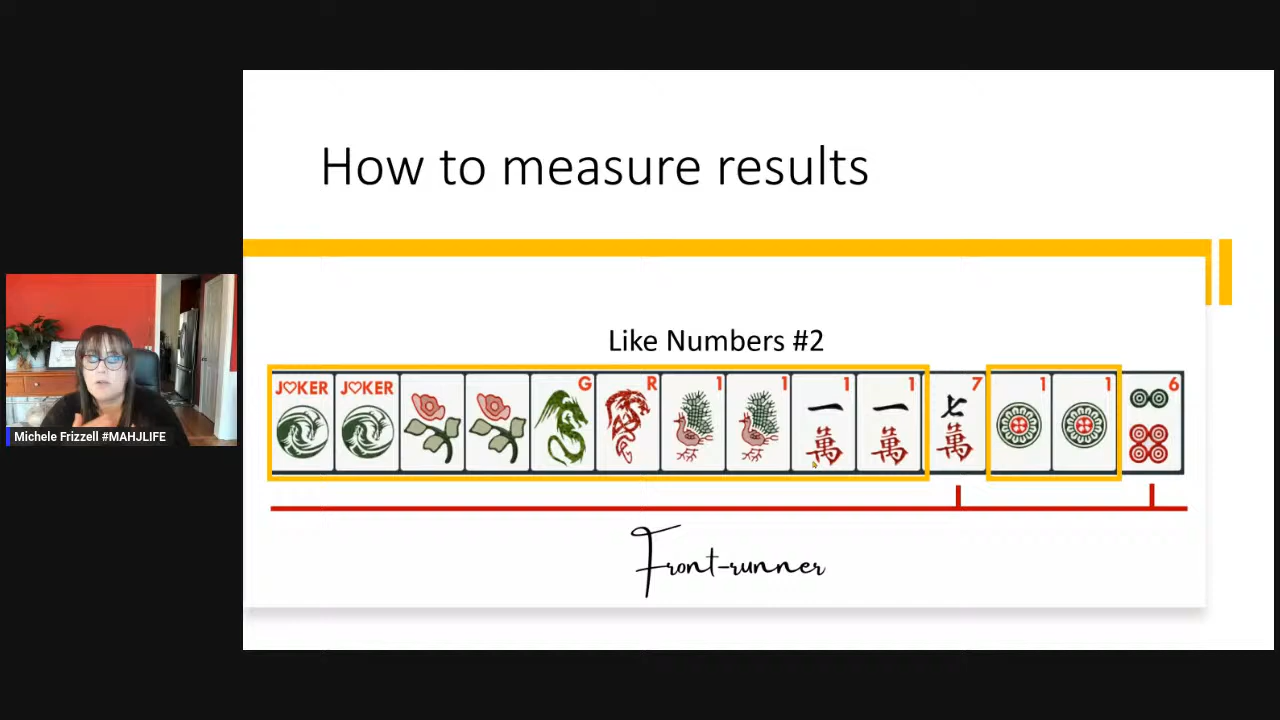 How to measure results
Like Numbers #2
JOKER JOKER G R 1 1 1 一萬 1 一萬 7 七萬 1 1 6
Front-runner
Michele Frizzell #MAHJLIFE